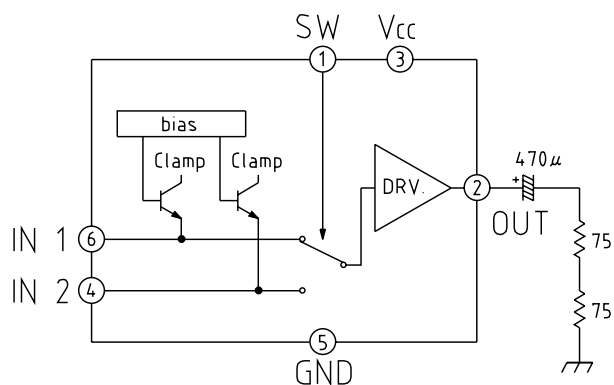 SW Vcc
1 3
bias
Clamp Clamp
470μ
+
DRV. 2
OUT
IN 1 6
75
IN 2 4
75
5
GND